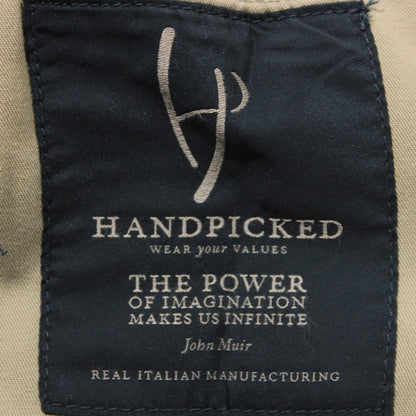 HANDPICKED
WEAR your VALUES
THE POWER
OF IMAGINATION
MAKES US INFINITE
John Muir
REAL ITALIAN MANUFACTURING